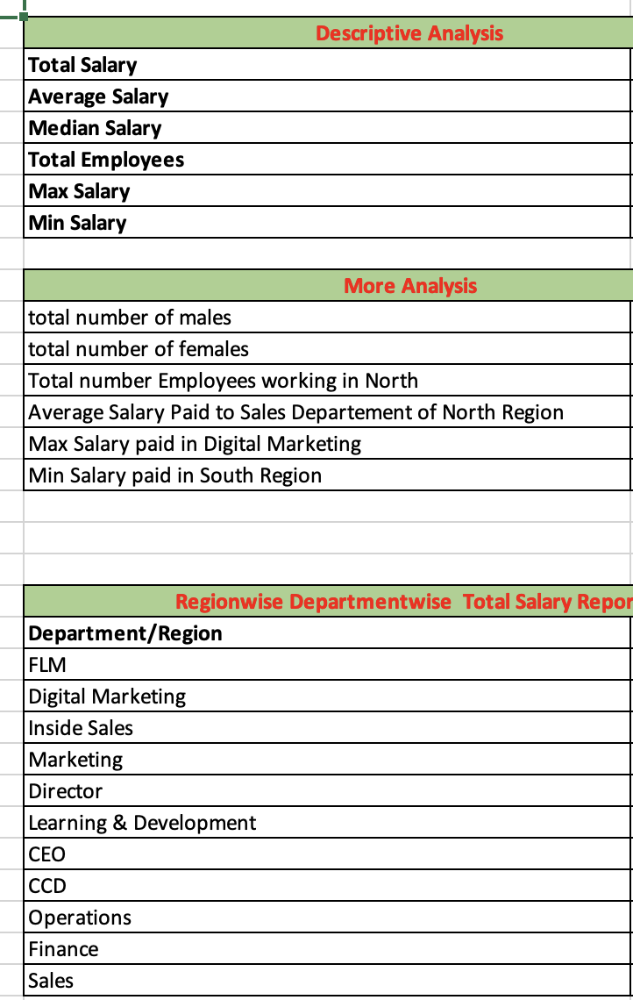 Descriptive Analysis
Total Salary
Average Salary
Median Salary
Total Employees
Max Salary
Min Salary
More Analysis
total number of males
total number of females
Total number Employees working in North
Average Salary Paid to Sales Departement of North Region
Max Salary paid in Digital Marketing
Min Salary paid in South Region
Regionwise Departmentwise  Total Salary Repor
Department/Region
FLM
Digital Marketing
Inside Sales
Marketing
Director
Learning & Development
CEO
CCD
Operations
Finance
Sales